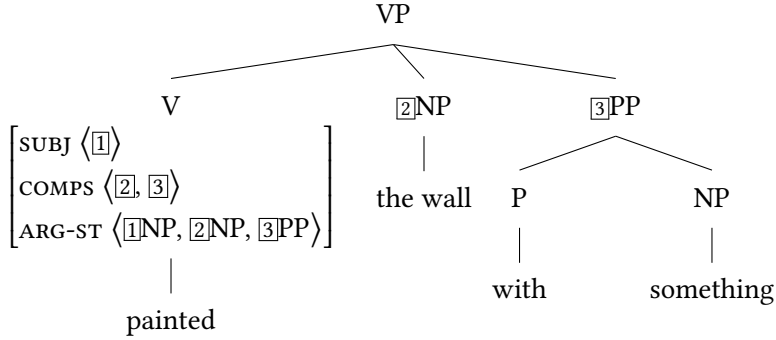 VP
V 2NP 3PP
SUBJ ⟨1⟩
COMPS ⟨2, 3⟩
ARG-ST ⟨1NP, 2NP, 3PP⟩
the wall P NP
with something
painted